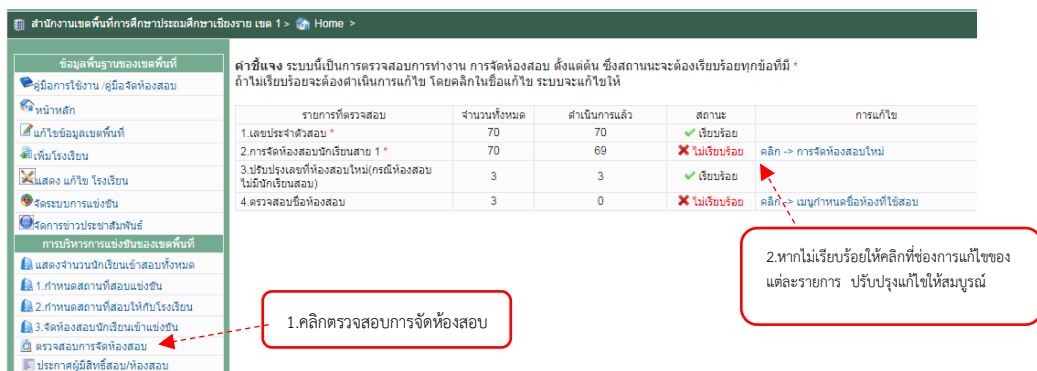 สำนักงานเขตพื้นที่การศึกษาประถมศึกษาเชียงราย เขต 1 > Home >
ข้อมูลพื้นฐานของเขตพื้นที่
คู่มือการใช้งาน /คู่มือจัดห้องสอบ
หน้าหลัก
แก้ไขข้อมูลเขตพื้นที่
เพิ่มโรงเรียน
แสดง แก้ไข โรงเรียน
จัดระบบการแข่งขัน
จัดการข่าวประชาสัมพันธ์
การบริหารการแข่งขันของเขตพื้นที่
แสดงจำนวนนักเรียนเข้าสอบทั้งหมด
1.กำหนดสถานที่สอบแข่งขัน
2.กำหนดสถานที่สอบให้กับโรงเรียน
3.จัดห้องสอบนักเรียนเข้าแข่งขัน
ตรวจสอบการจัดห้องสอบ
ประกาศผู้มีสิทธิ์สอบ/ห้องสอบ
คำชี้แจง ระบบนี้เป็นการตรวจสอบการทำงาน การจัดห้องสอบ ตั้งแต่ต้น ซึ่งสถานนะจะต้องเรียบร้อยทุกข้อที่มี *
ถ้าไม่เรียบร้อยจะต้องดำเนินการแก้ไข โดยคลิกในชื่อแก้ไข ระบบจะแก้ไขให้
รายการที่ตรวจสอบ จำนวนทั้งหมด ดำเนินการแล้ว สถานะ การแก้ไข
1.เลขประจำตัวสอบ * 70 70 เรียบร้อย
2.การจัดห้องสอบนักเรียนสาย 1 * 70 69 ไม่เรียบร้อย คลิก -> การจัดห้องสอบใหม่
3.ปรับปรุงเลขที่ห้องสอบใหม่(กรณีห้องสอบ
ไม่มีนักเรียนสอบ) 3 3 เรียบร้อย
4.ตรวจสอบชื่อห้องสอบ 3 0 ไม่เรียบร้อย คลิก -> เมนูกำหนดชื่อห้องที่ใช้สอบ
2.หากไม่เรียบร้อยให้คลิกที่ช่องการแก้ไขของ
แต่ละรายการ ปรับปรุงแก้ไขให้สมบูรณ์
1.คลิกตรวจสอบการจัดห้องสอบ